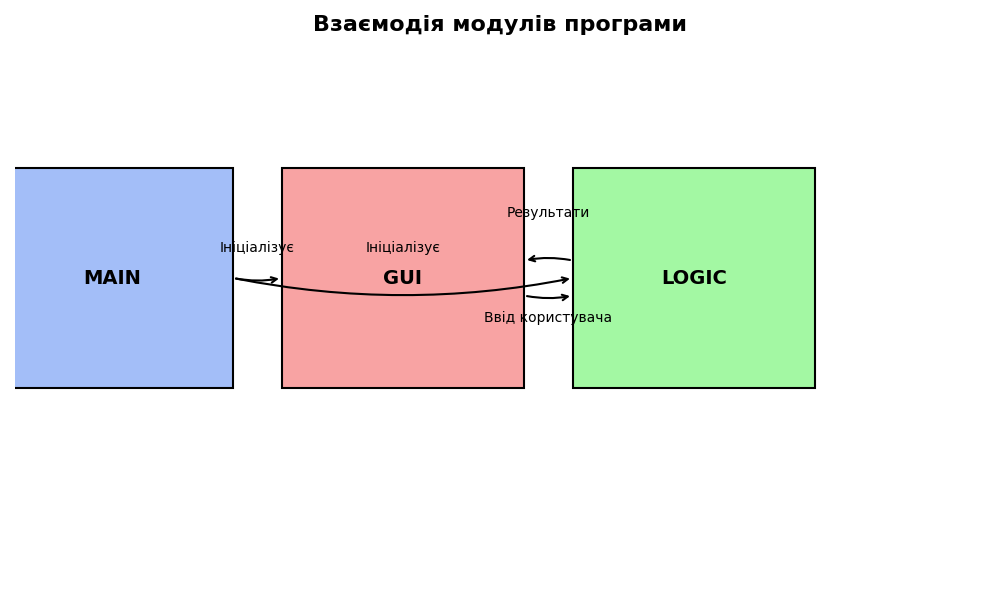 Взаємодія модулів програми
Результати
Ініціалізує
Ініціалізує
MAIN
GUI
LOGIC
Ввід користувача